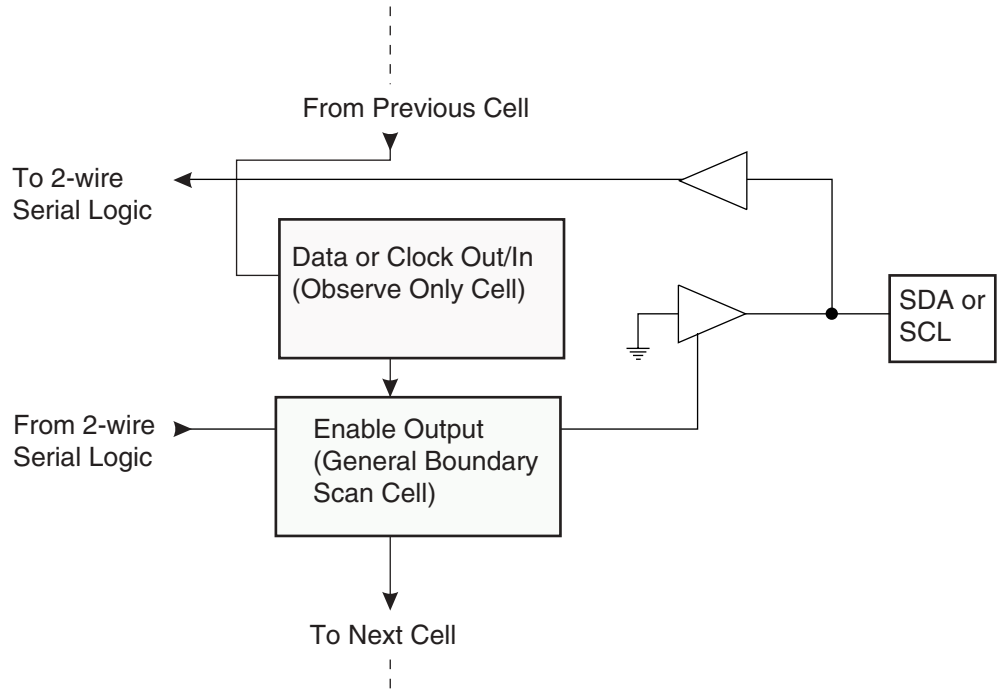 From Previous Cell
To 2-wire
Serial Logic
Data or Clock Out/In
(Observe Only Cell)
SDA or
SCL
From 2-wire
Serial Logic
Enable Output
(General Boundary
Scan Cell)
To Next Cell